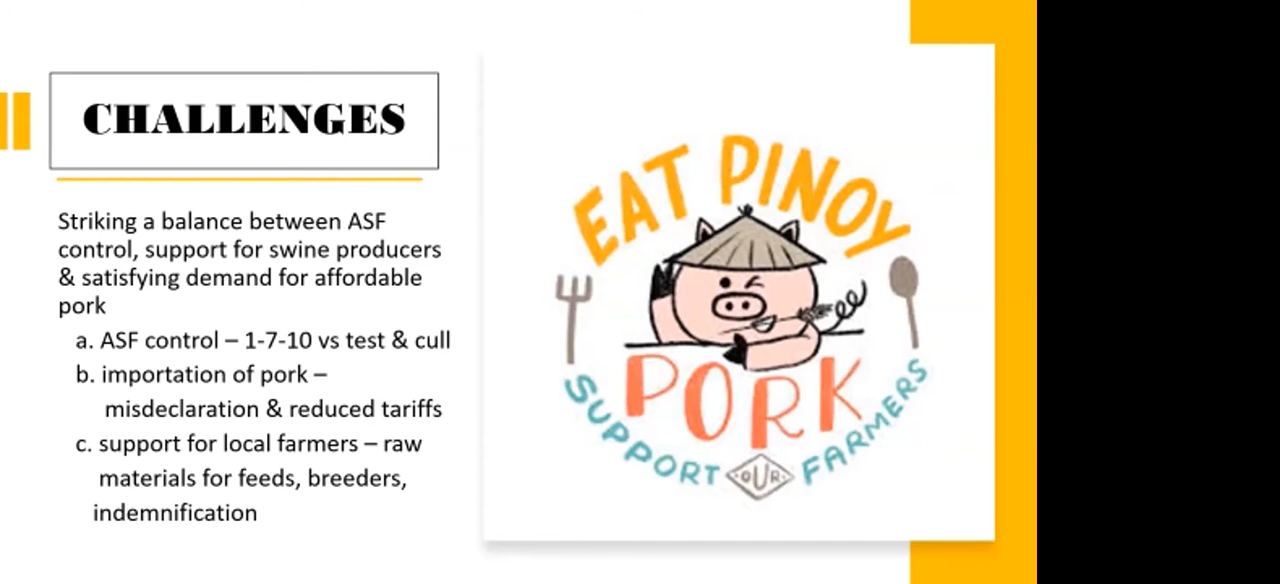 CHALLENGES
Striking a balance between ASF
control, support for swine producers
& satisfying demand for affordable
pork
a. ASF control – 1-7-10 vs test & cull
b. importation of pork –
misdeclaration & reduced tariffs
c. support for local farmers – raw
materials for feeds, breeders,
indemnification
EAT PINOY
PORK
SUPPORT OUR FARMERS